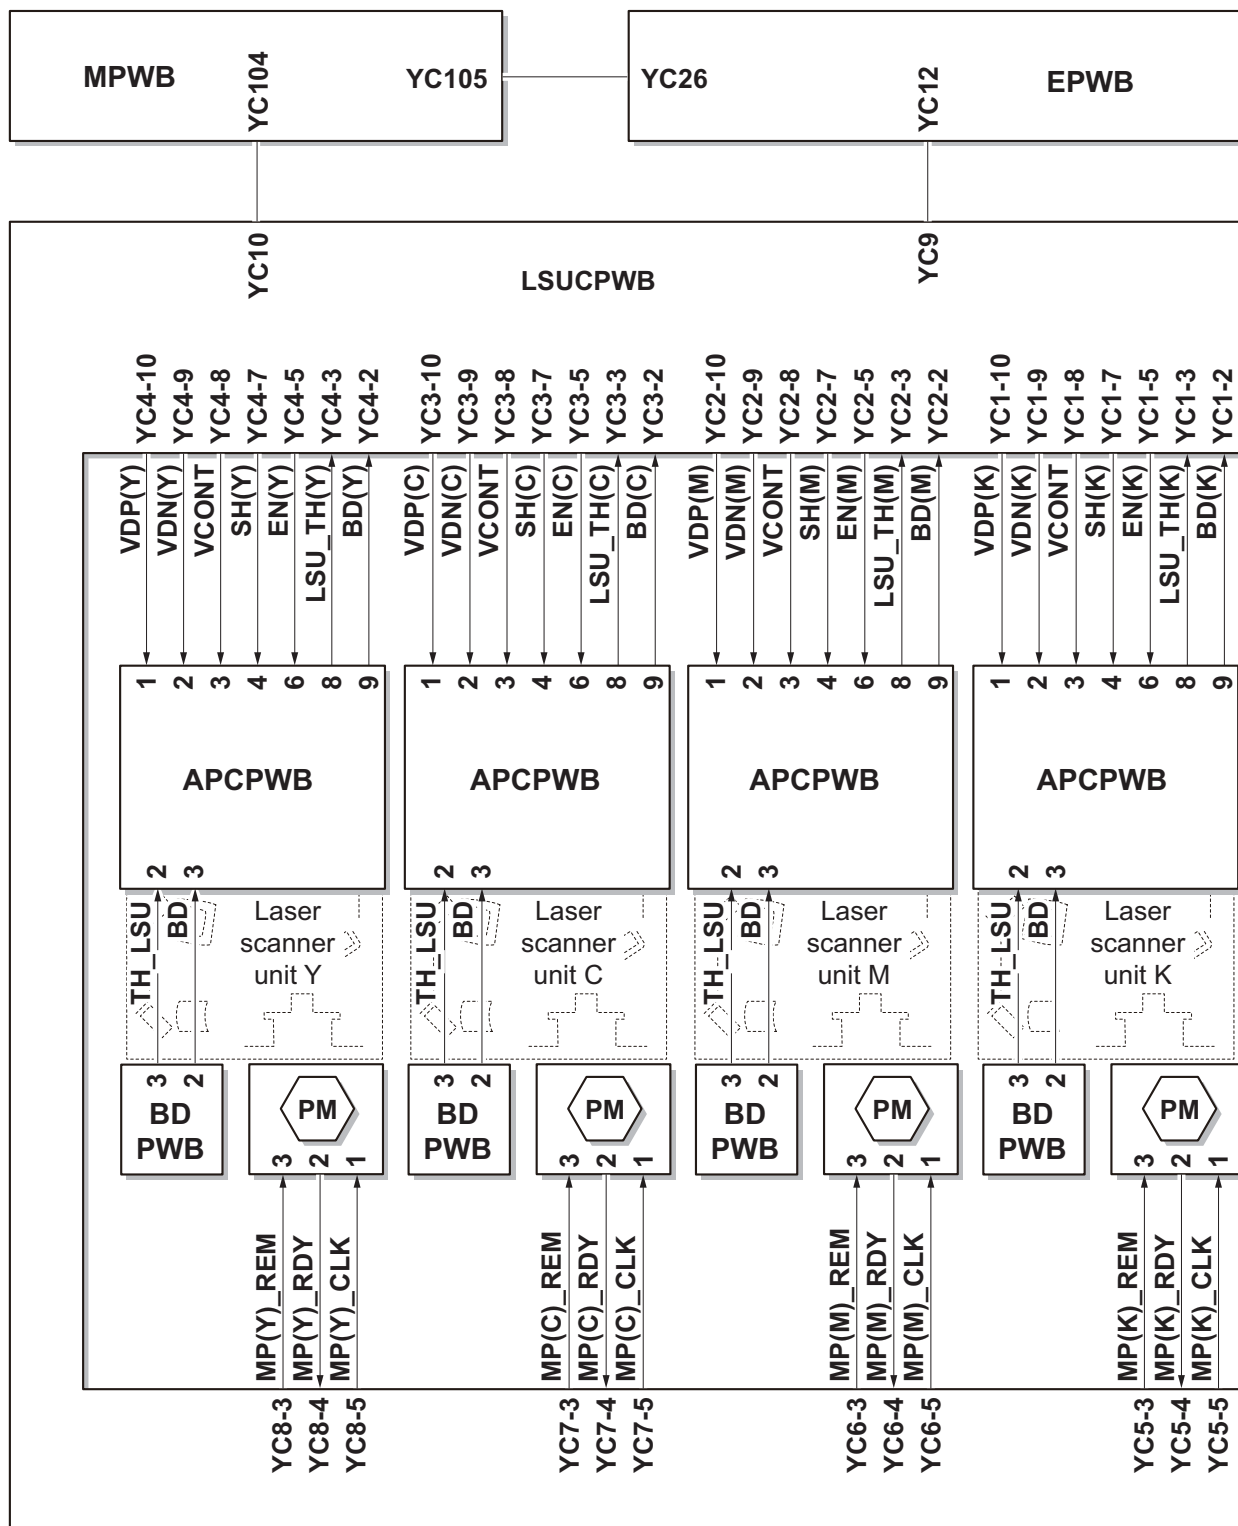 MPWB
YC104
YC105
YC26
YC12
EPWB
YC10
LSUCPWB
YC9
YC4-10
YC4-9
YC4-8
YC4-7
YC4-5
YC4-3
YC4-2
YC3-10
YC3-9
YC3-8
YC3-7
YC3-5
YC3-3
YC3-2
YC2-10
YC2-9
YC2-8
YC2-7
YC2-5
YC2-3
YC2-2
YC1-10
YC1-9
YC1-8
YC1-7
YC1-5
YC1-3
YC1-2
VDP(Y)
VDN(Y)
VCONT
SH(Y)
EN(Y)
LSU_TH(Y)
BD(Y)
VDP(C)
VDN(C)
VCONT
SH(C)
EN(C)
LSU_TH(C)
BD(C)
VDP(M)
VDN(M)
VCONT
SH(M)
EN(M)
LSU_TH(M)
BD(M)
VDP(K)
VDN(K)
VCONT
SH(K)
EN(K)
LSU_TH(K)
BD(K)
1
2
3
4
6
8
9
1
2
3
4
6
8
9
1
2
3
4
6
8
9
1
2
3
4
6
8
9
APCPWB
APCPWB
APCPWB
APCPWB
2
3
2
3
2
3
2
3
TH_LSU
BD
Laser
scanner
unit Y
TH_LSU
BD
Laser
scanner
unit C
TH_LSU
BD
Laser
scanner
unit M
TH_LSU
BD
Laser
scanner
unit K
3
2
BD
PWB
PM
3
2
1
3
2
BD
PWB
PM
3
2
1
3
2
BD
PWB
PM
3
2
1
3
2
BD
PWB
PM
3
2
1
MP(Y)_REM
MP(Y)_RDY
MP(Y)_CLK
MP(C)_REM
MP(C)_RDY
MP(C)_CLK
MP(M)_REM
MP(M)_RDY
MP(M)_CLK
MP(K)_REM
MP(K)_RDY
MP(K)_CLK
YC8-3
YC8-4
YC8-5
YC7-3
YC7-4
YC7-5
YC6-3
YC6-4
YC6-5
YC5-3
YC5-4
YC5-5